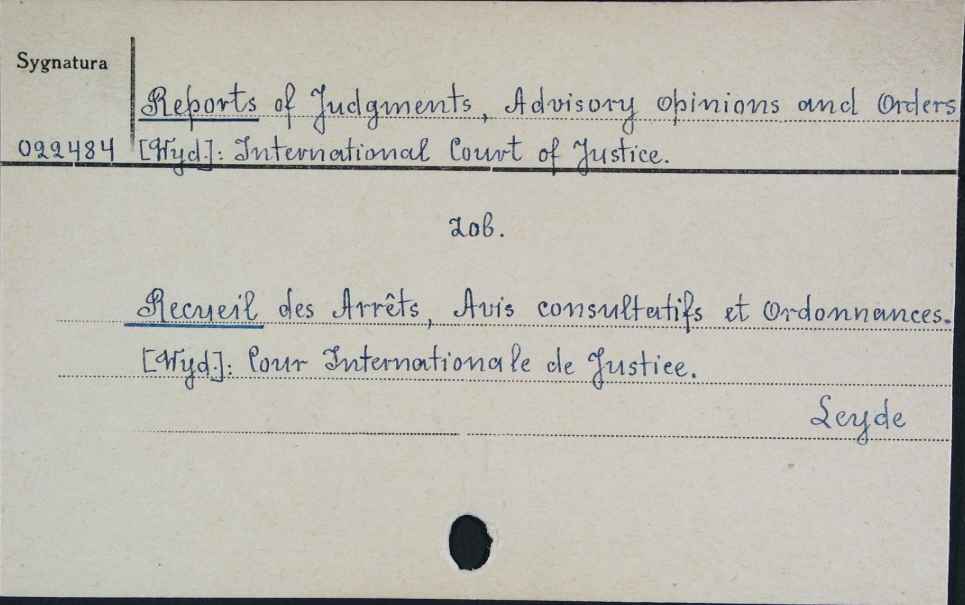 Sygnatura
Reports of Judgments, Advisory Opinions and Orders
022484 [Wyd.]: International Court of Justice.
zob.
Recueil des Arrêts, Avis consultatifs et Ordonnances.
[Wyd.]: Cour Internationale de Justice.
Leyde